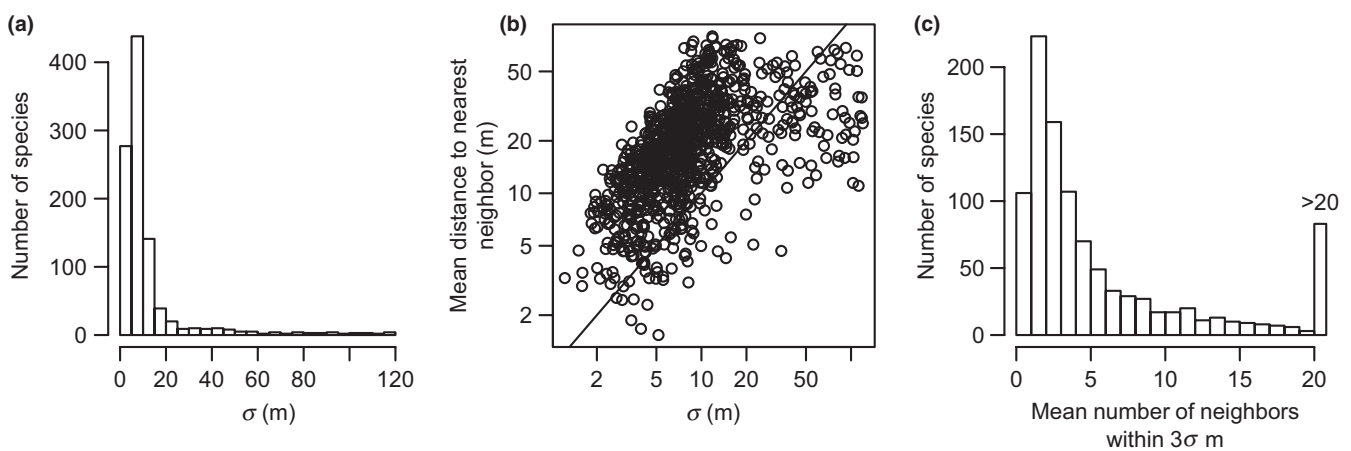 (a)
Number of species
400
300
200
100
0
0 20 40 60 80 120
σ (m)
(b)
Mean distance to nearest
neighbor (m)
50
20
10
5
2
2 5 10 20 50
σ (m)
(c)
Number of species
200
150
100
50
0
>20
0 5 10 15 20
Mean number of neighbors
within 3σ m